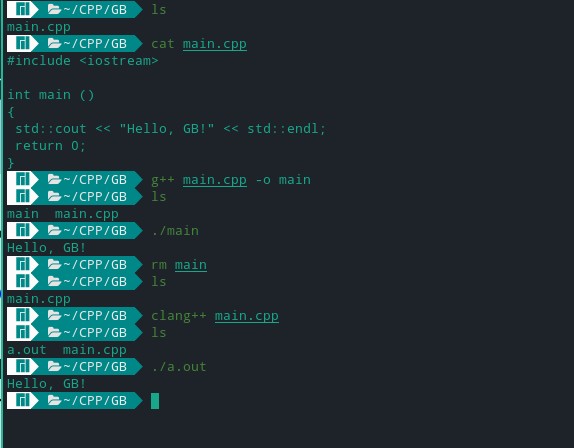 ~/CPP/GB ls
main.cpp
~/CPP/GB cat main.cpp
#include <iostream>
int main ()
{
 std::cout << "Hello, GB!" << std::endl;
 return 0;
}
~/CPP/GB g++ main.cpp -o main
~/CPP/GB ls
main  main.cpp
~/CPP/GB ./main
Hello, GB!
~/CPP/GB rm main
~/CPP/GB ls
main.cpp
~/CPP/GB clang++ main.cpp
~/CPP/GB ls
a.out  main.cpp
~/CPP/GB ./a.out
Hello, GB!
~/CPP/GB